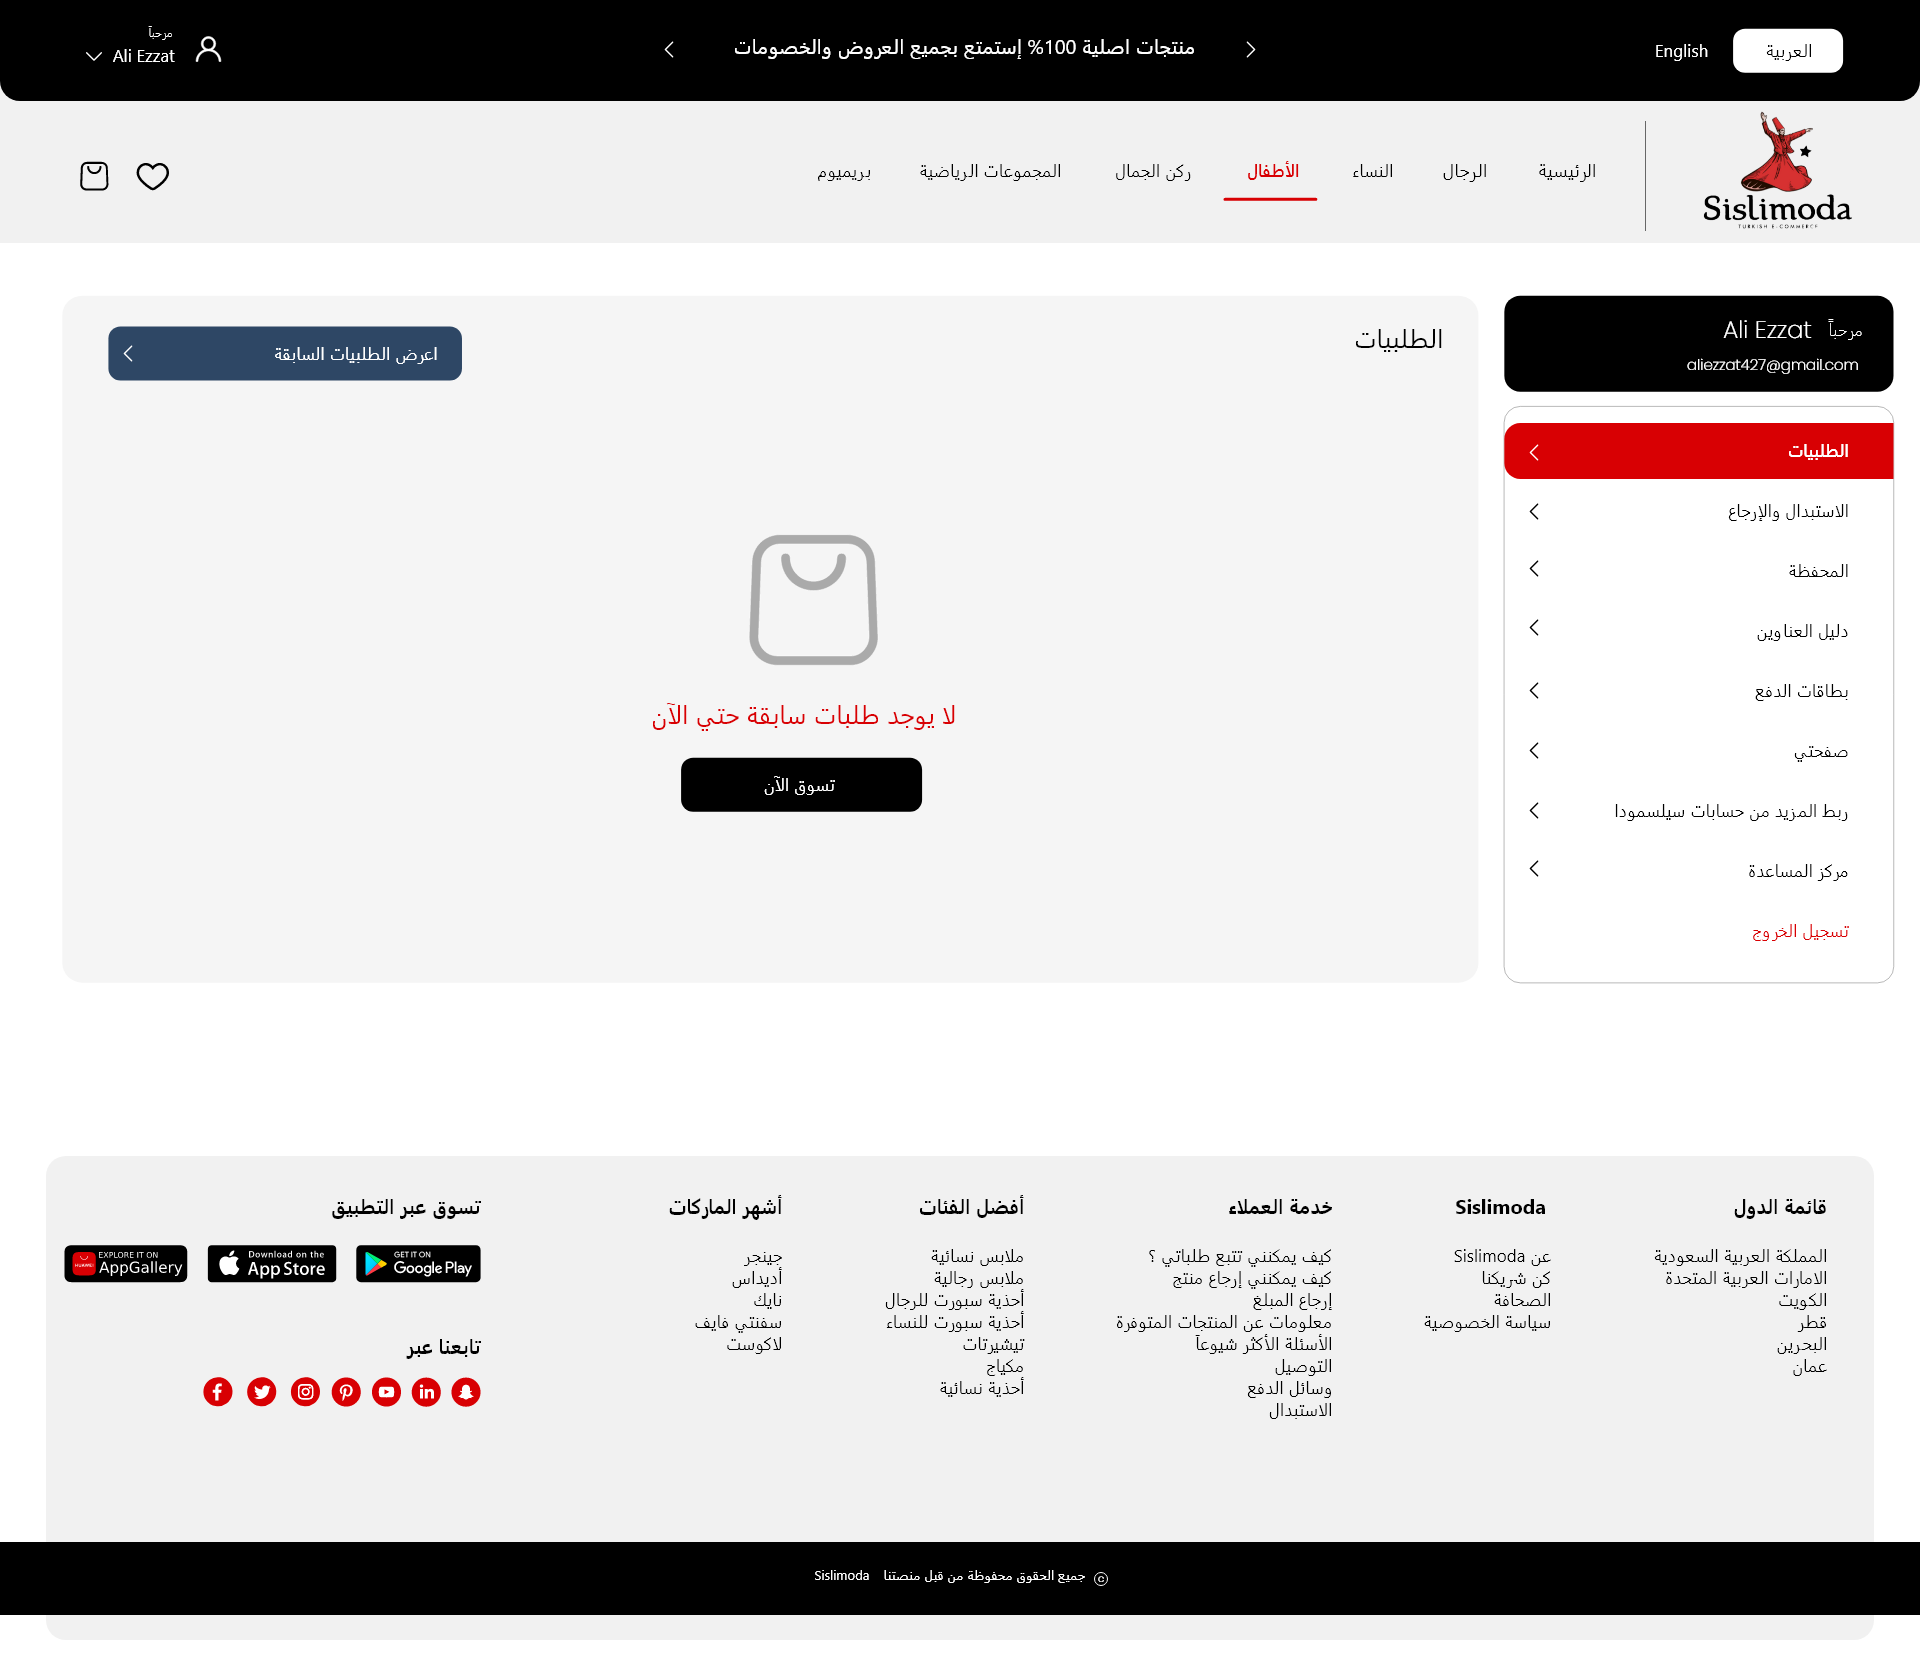 العربية
English
منتجات اصلية 100% إستمتع بجميع العروض والخصومات
مرحباً
Ali Ezzat
Sislimoda
TURKISH E-COMMERCE
الرئيسية
الرجال
النساء
الأطفال
ركن الجمال
المجموعات الرياضية
بريميوم
مرحباً Ali Ezzat
aliezzat427@gmail.com
الطلبيات
الاستبدال والإرجاع
المحفظة
دليل العناوين
بطاقات الدفع
صفحتي
ربط المزيد من حسابات سيلسمودا
مركز المساعدة
تسجيل الخروج
الطلبيات
اعرض الطلبيات السابقة
لا يوجد طلبات سابقة حتي الآن
تسوق الآن
قائمة الدول
المملكة العربية السعودية
الامارات العربية المتحدة
الكويت
قطر
البحرين
عمان
Sislimoda
عن Sislimoda
كن شريكنا
الصحافة
سياسة الخصوصية
خدمة العملاء
كيف يمكنني تتبع طلباتي ؟
كيف يمكنني إرجاع منتج
إرجاع المبلغ
معلومات عن المنتجات المتوفرة
الأسئلة الأكثر شيوعاً
التوصيل
وسائل الدفع
الاستبدال
أفضل الفئات
ملابس نسائية
ملابس رجالية
أحذية سبورت للرجال
أحذية سبورت للنساء
تيشيرتات
مكياج
أحذية نسائية
أشهر الماركات
جينجر
أديداس
نايك
سفنتي فايف
لاكوست
تسوق عبر التطبيق
GET IT ON
Google Play
Download on the
App Store
EXPLORE IT ON
AppGallery
HUAWEI
تابعنا عبر
© جميع الحقوق محفوظة من قبل منصتنا Sislimoda